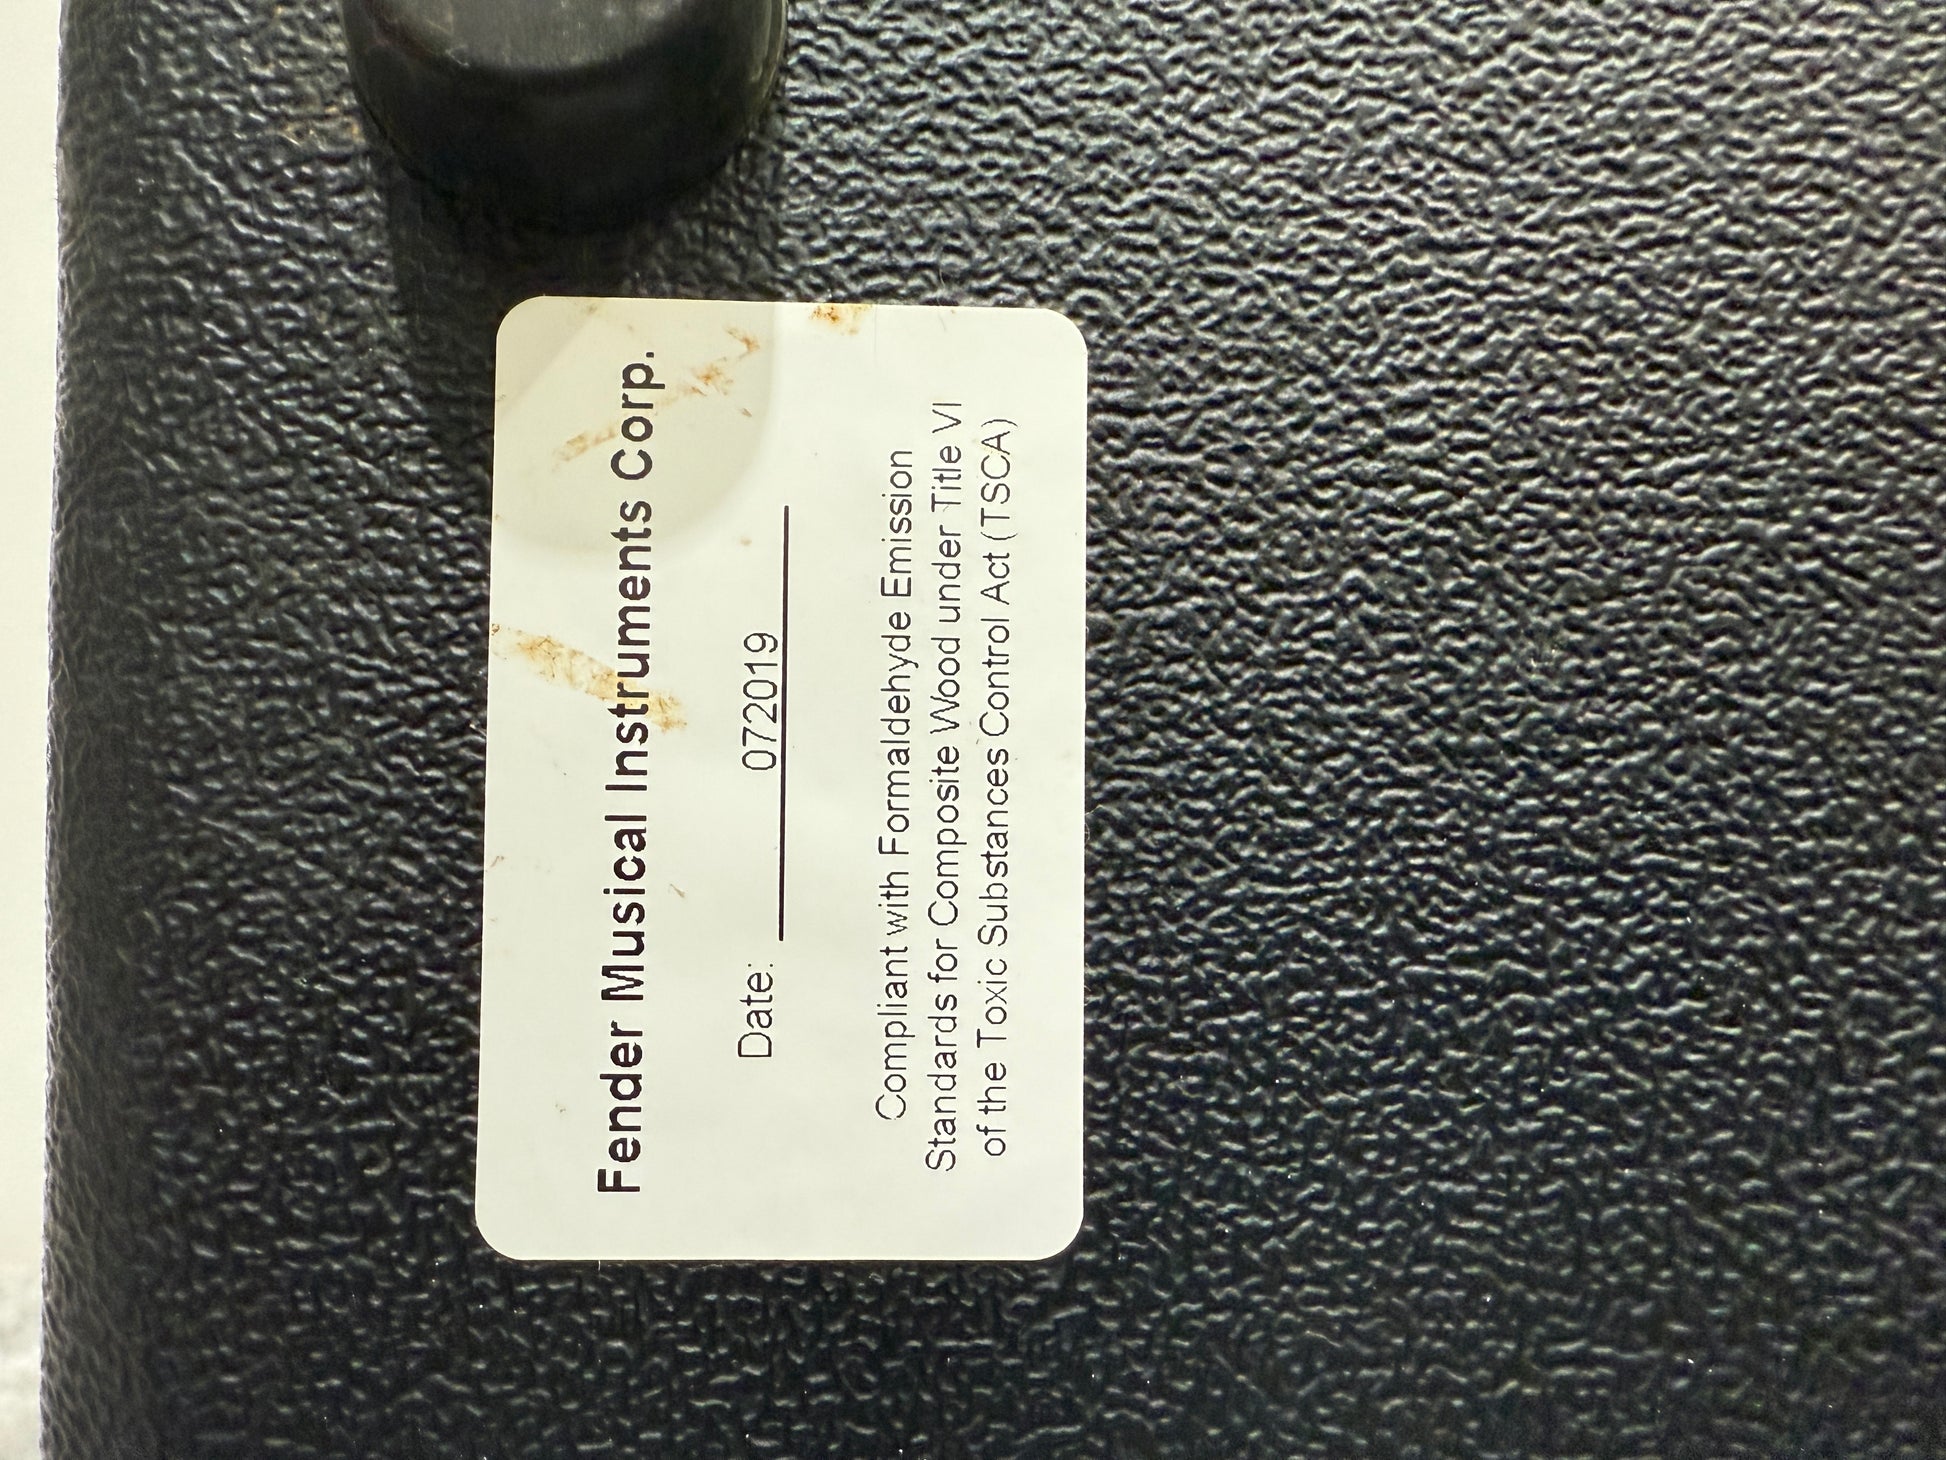 Fender Musical Instruments Corp.
Date: 072019
Compliant with Formaldehyde Emission
Standards for Composite Wood under Title VI
of the Toxic Substances Control Act (TSCA)